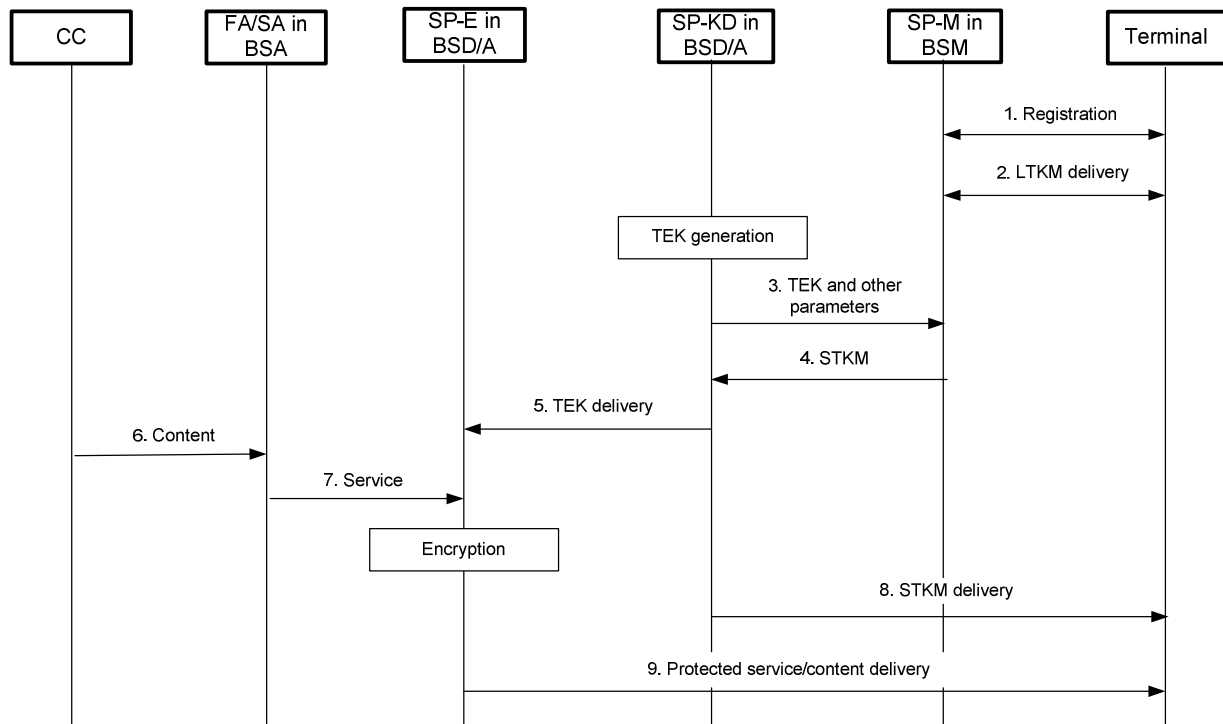 CC
FA/SA in
BSA
SP-E in
BSD/A
SP-KD in
BSD/A
SP-M in
BSM
Terminal
1. Registration
2. LTKM delivery
TEK generation
3. TEK and other
parameters
4. STKM
5. TEK delivery
6. Content
7. Service
Encryption
8. STKM delivery
9. Protected service/content delivery